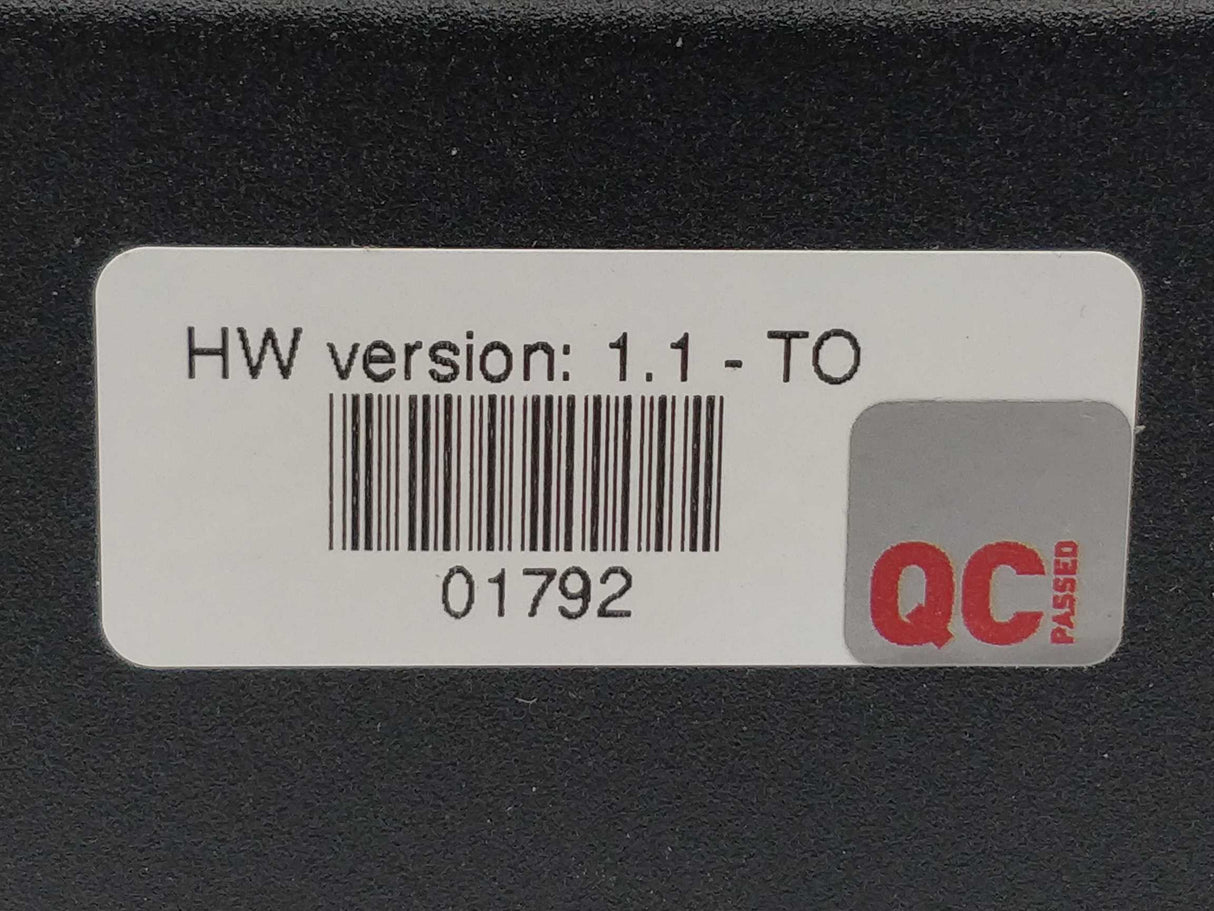 HW version: 1.1 - TO
01792
QC
PASSED